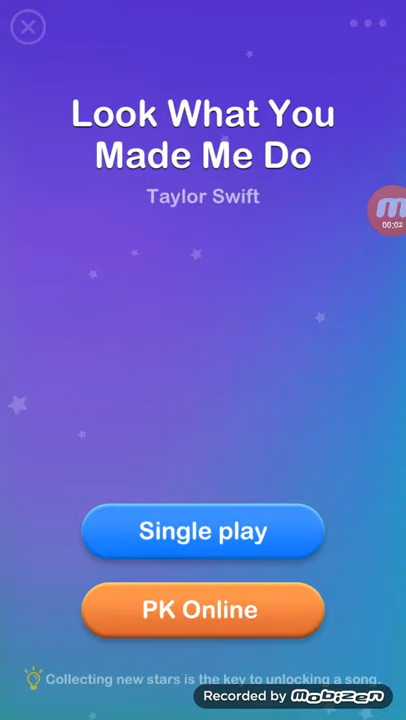 Look What You
Made Me Do
Taylor Swift
m
00:02
Single play
PK Online
Collecting new stars is the key to unlocking a song.
Recorded by mobizen